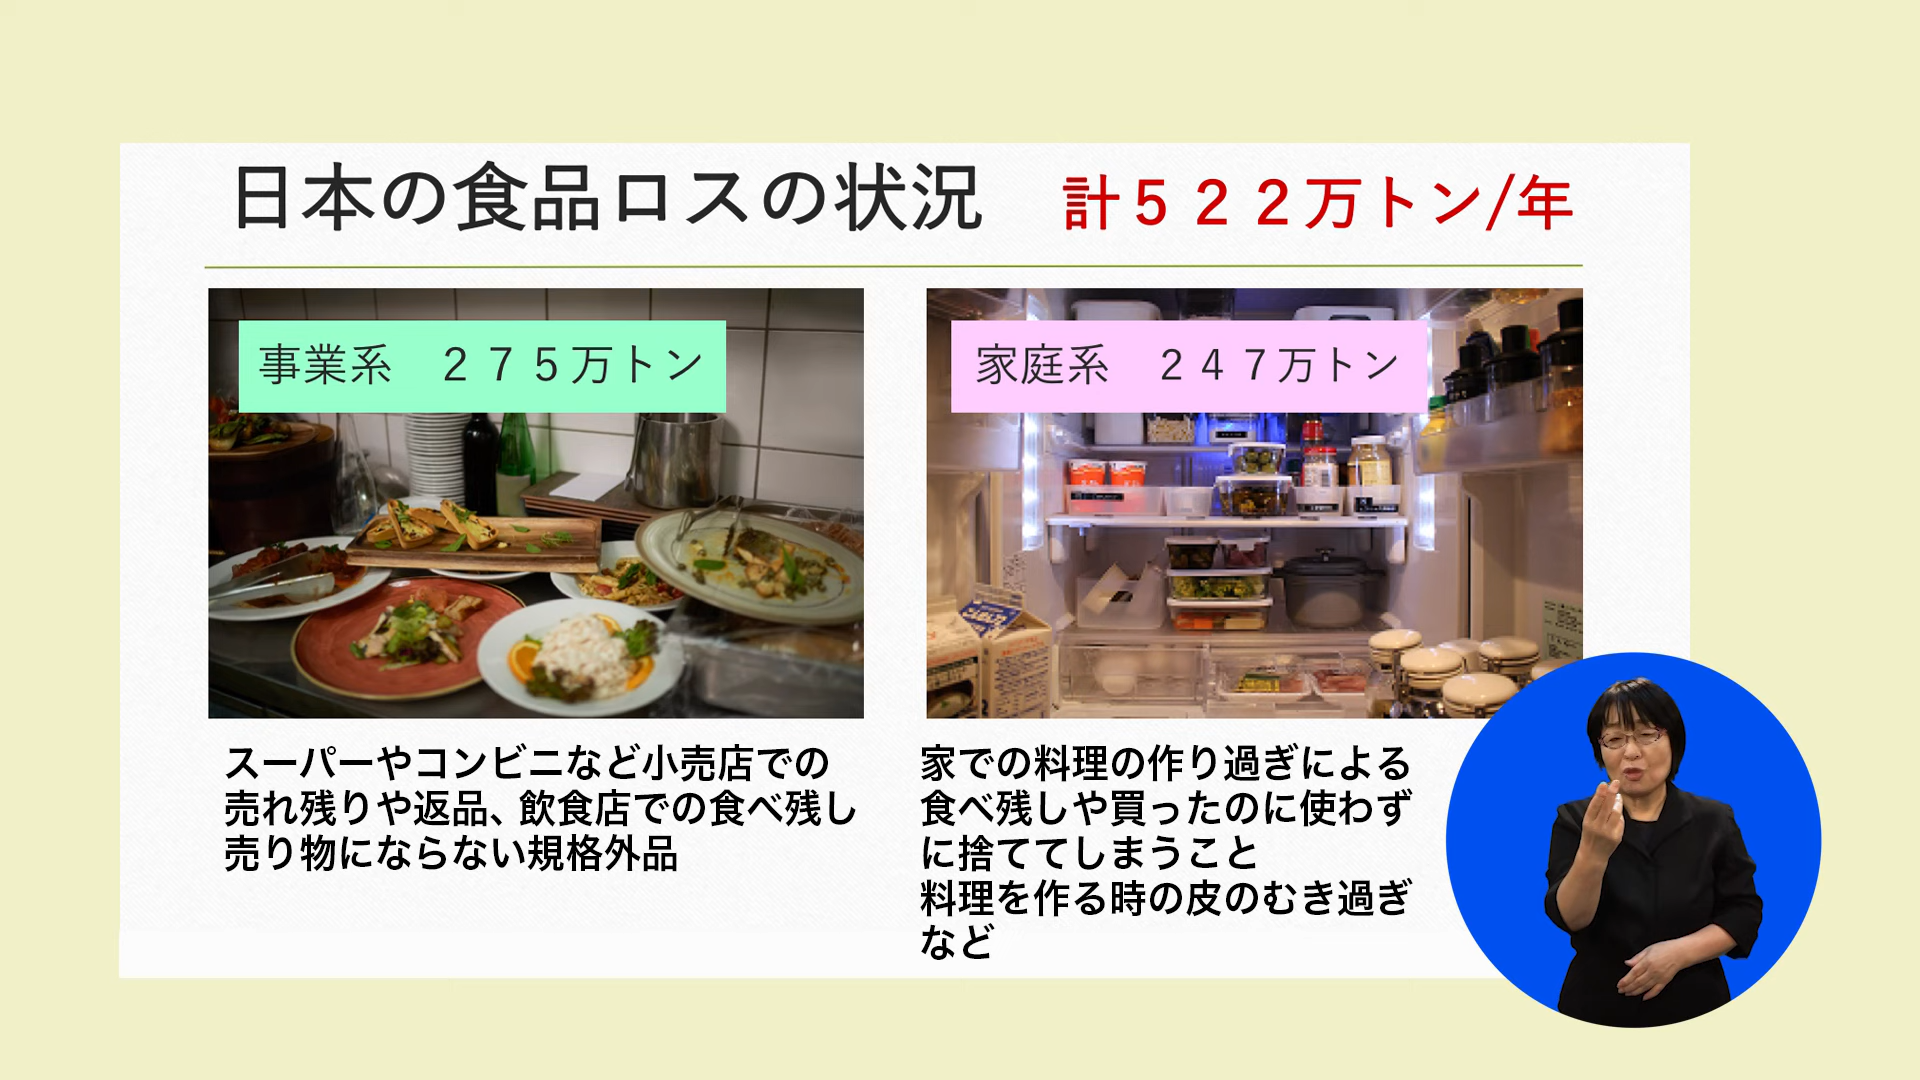 日本の食品ロスの状況　計５２２万トン/年
事業系　２７５万トン
家庭系　２４７万トン
スーパーやコンビニなど小売店での
売れ残りや返品、飲食店での食べ残し
売り物にならない規格外品
家での料理の作り過ぎによる
食べ残しや買ったのに使わず
に捨ててしまうこと
料理を作る時の皮のむき過ぎ
など